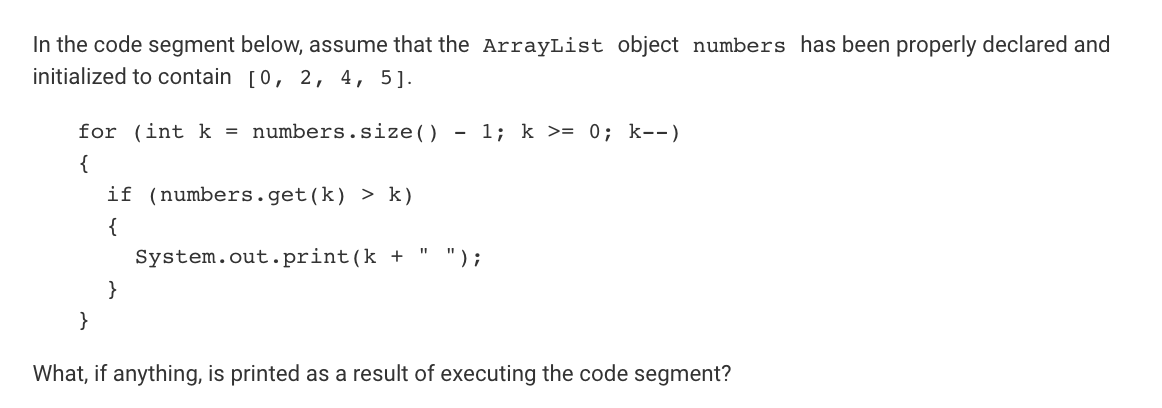 In the code segment below, assume that the ArrayList object numbers has been properly declared and
initialized to contain [0, 2, 4, 5].
for (int k = numbers.size() - 1; k >= 0; k--)
{
if (numbers.get(k) > k)
{
System.out.print(k + " ");
}
}
What, if anything, is printed as a result of executing the code segment?